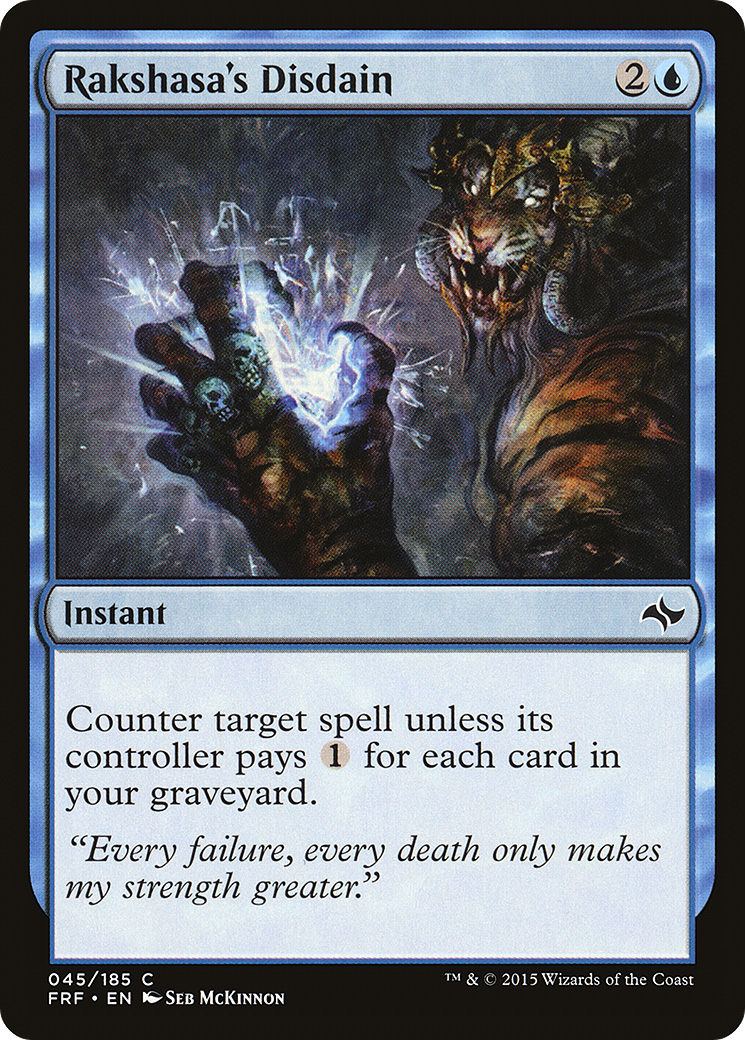 Rakshasa's Disdain 2
Instant
Counter target spell unless its
controller pays 1 for each card in
your graveyard.
“Every failure, every death only makes
my strength greater.”
045/185 C
™ & © 2015 Wizards of the Coast
FRF • EN Seb McKinnon